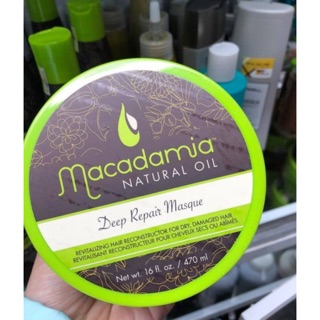 Macadamia
NATURAL OIL
Deep Repair Masque
REVITALIZING HAIR RECONSTRUCTOR FOR DRY, DAMAGED HAIR
REVITALISANT RECONSTRUCTEUR POUR CHEVEUX SECS OU ABÎMÉS
Net wt. 16 fl. oz. / 470 ml